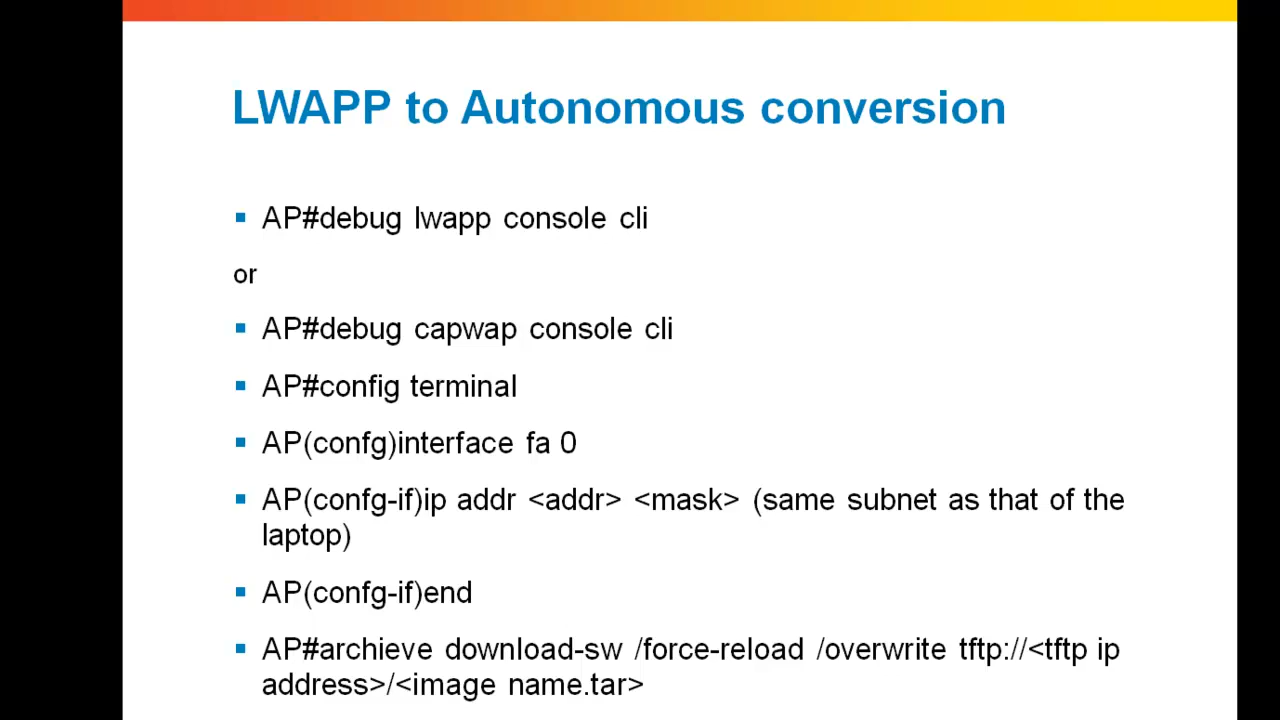 LWAPP to Autonomous conversion
AP#debug lwapp console cli
or
AP#debug capwap console cli
AP#config terminal
AP(confg)interface fa 0
AP(confg-if)ip addr <addr> <mask> (same subnet as that of the
laptop)
AP(confg-if)end
AP#archieve download-sw /force-reload /overwrite tftp://<tftp ip
address>/<image name.tar>